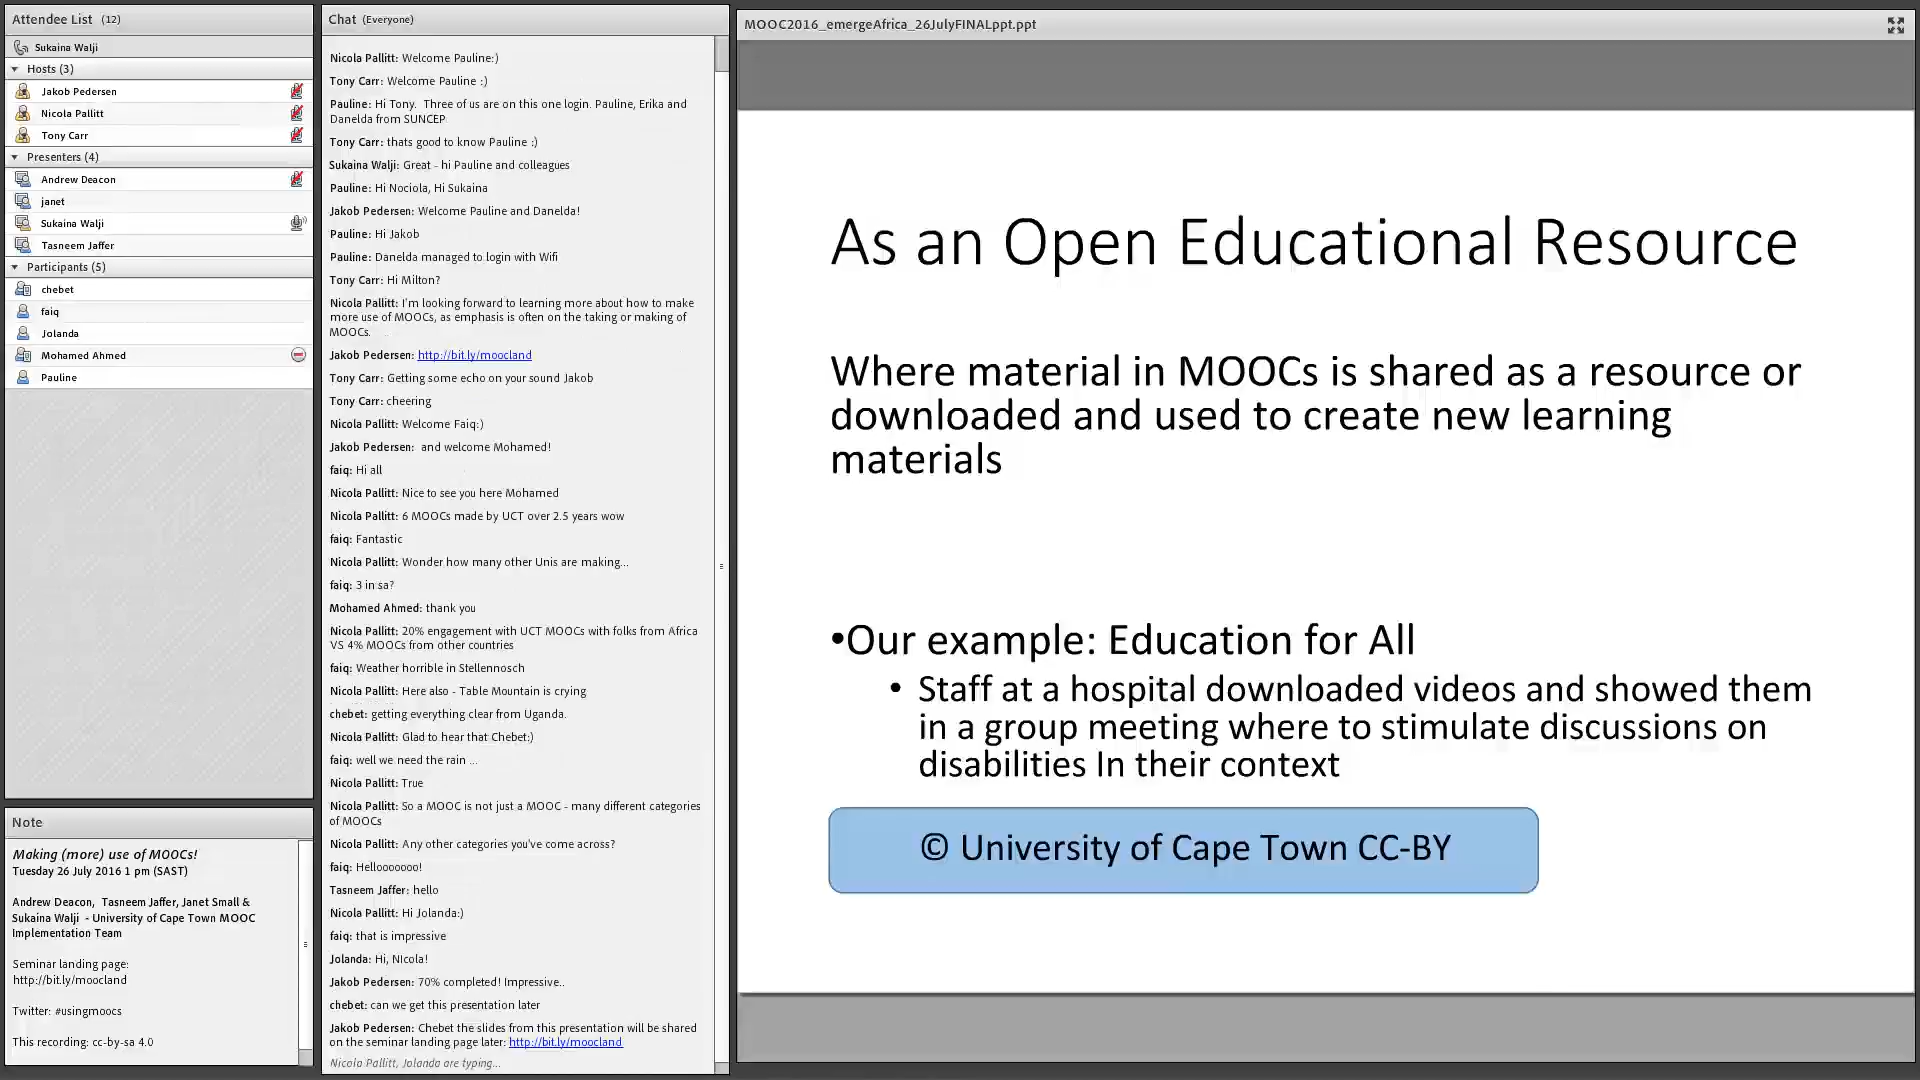 Attendee List (12)
Sukaina Walji
Hosts (3)
Jakob Pedersen
Nicola Pallitt
Tony Carr
Presenters (4)
Andrew Deacon
janet
Sukaina Walji
Tasneem Jaffer
Participants (5)
chebet
faiq
Jolanda
Mohamed Ahmed
Pauline
Note
Making (more) use of MOOCs!
Tuesday 26 July 2016 1 pm (SAST)
Andrew Deacon, Tasneem Jaffer, Janet Small &
Sukaina Walji - University of Cape Town MOOC
Implementation Team
Seminar landing page:
http://bit.ly/moocland
Twitter: #usingmoocs
This recording: cc-by-sa 4.0
Chat (Everyone)
Nicola Pallitt: Welcome Pauline:)
Tony Carr: Welcome Pauline :)
Pauline: Hi Tony. Three of us are on this one login. Pauline, Erika and
Danelda from SUNCEP
Tony Carr: thats good to know Pauline :)
Sukaina Walji: Great - hi Pauline and colleagues
Pauline: Hi Nociola, Hi Sukaina
Jakob Pedersen: Welcome Pauline and Danelda!
Pauline: Hi Jakob
Pauline: Danelda managed to login with Wifi
Tony Carr: Hi Milton?
Nicola Pallitt: I'm looking forward to learning more about how to make
more use of MOOCs, as emphasis is often on the taking or making of
MOOCs.
Jakob Pedersen: http://bit.ly/moocland
Tony Carr: Getting some echo on your sound Jakob
Tony Carr: cheering
Nicola Pallitt: Welcome Faiq:)
Jakob Pedersen: and welcome Mohamed!
faiq: Hi all
Nicola Pallitt: Nice to see you here Mohamed
Nicola Pallitt: 6 MOOCs made by UCT over 2.5 years wow
faiq: Fantastic
Nicola Pallitt: Wonder how many other Unis are making...
faiq: 3 in sa?
Mohamed Ahmed: thank you
Nicola Pallitt: 20% engagement with UCT MOOCs with folks from Africa
VS 4% MOOCs from other countries
faiq: Weather horrible in Stellennosch
Nicola Pallitt: Here also - Table Mountain is crying
chebet: getting everything clear from Uganda.
Nicola Pallitt: Glad to hear that Chebet:)
faiq: well we need the rain ...
Nicola Pallitt: True
Nicola Pallitt: So a MOOC is not just a MOOC - many different categories
of MOOCs
Nicola Pallitt: Any other categories you've come across?
faiq: Hellooooooo!
Tasneem Jaffer: hello
Nicola Pallitt: Hi Jolanda:)
faiq: that is impressive
Jolanda: Hi, NIcola!
Jakob Pedersen: 70% completed! Impressive..
chebet: can we get this presentation later
Jakob Pedersen: Chebet the slides from this presentation will be shared
on the seminar landing page later: http://bit.ly/moocland
Nicola Pallitt, Jolanda are typing...
MOOC2016_emergeAfrica_26JulyFINALppt.ppt
As an Open Educational Resource
Where material in MOOCs is shared as a resource or
downloaded and used to create new learning
materials
•Our example: Education for All
• Staff at a hospital downloaded videos and showed them
in a group meeting where to stimulate discussions on
disabilities In their context
© University of Cape Town CC-BY